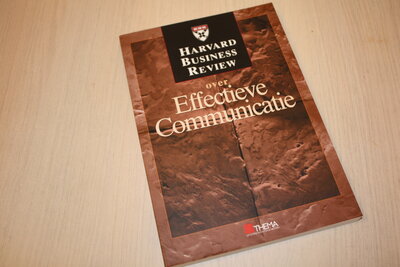 HARVARD
BUSINESS
REVIEW
over
Effectieve
Communicatie
THEMA